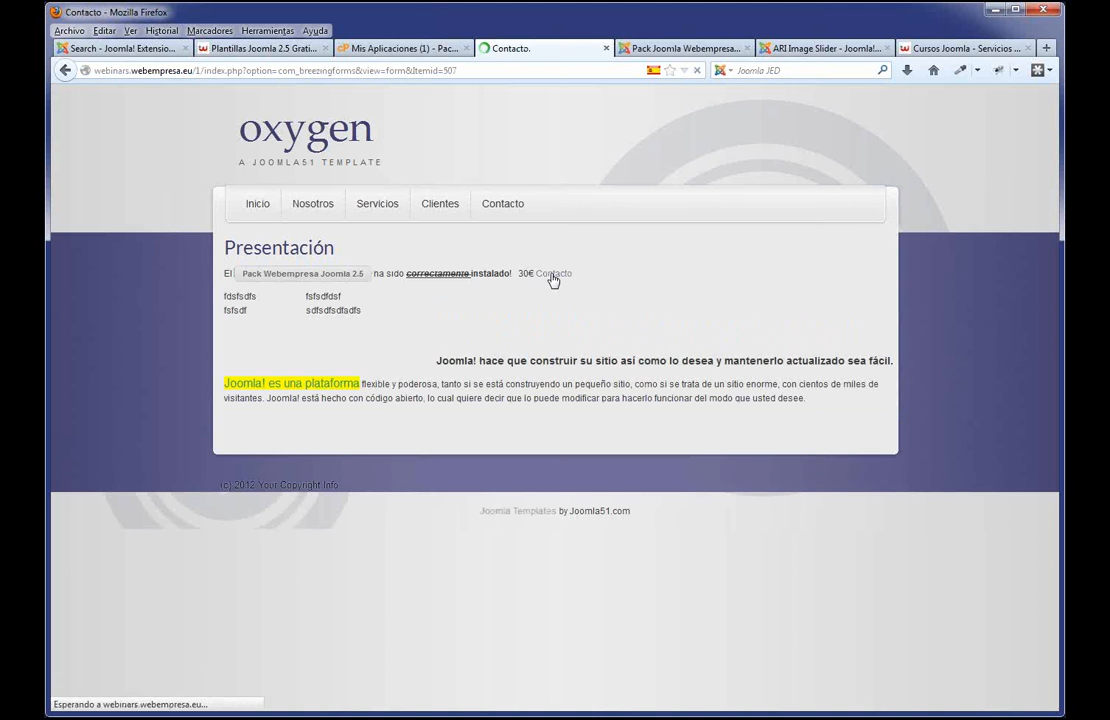 Contacto - Mozilla Firefox
Archivo Editar Ver Historial Marcadores Herramientas Ayuda
Search - Joomla! Extensio... Plantillas Joomla 2.5 Grati... Mis Aplicaciones (1) - Pac... Contacto. Pack Joomla Webempresa... ARI Image Slider - Joomla!... Cursos Joomla - Servicios ...
webinars.webempresa.eu/1/index.php?option=com_breezingforms&view=form&Itemid=507 Joomla JED
oxygen
A JOOMLA51 TEMPLATE
Inicio Nosotros Servicios Clientes Contacto
Presentación
El Pack Webempresa Joomla 2.5 ha sido correctamente instalado! 30€ Contacto
fdsfsdfs fsfsdfdsf
fsfsdf sdfsdfsdfsdfs
Joomla! hace que construir su sitio así como lo desea y mantenerlo actualizado sea fácil.
Joomla! es una plataforma flexible y poderosa, tanto si se está construyendo un pequeño sitio, como si se trata de un sitio enorme, con cientos de miles de
visitantes. Joomla! está hecho con código abierto, lo cual quiere decir que lo puede modificar para hacerlo funcionar del modo que usted desee.
(c) 2012 Your Copyright Info
Joomla Templates by Joomla51.com
Esperando a webinars.webempresa.eu...